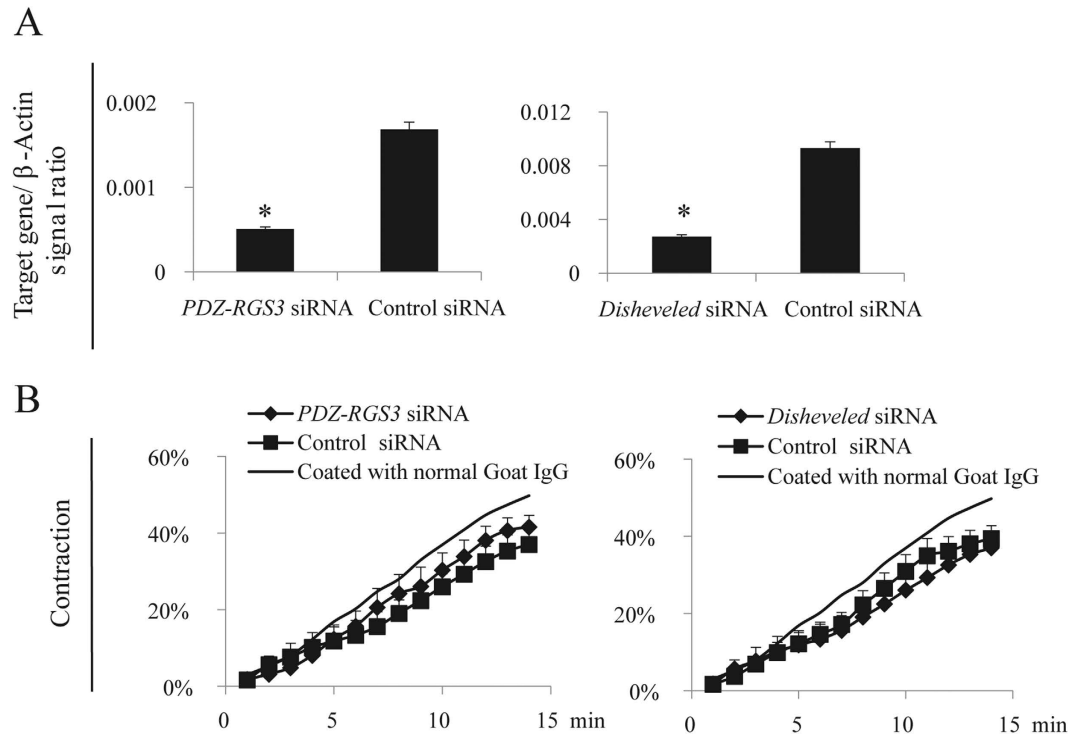 A
Target gene/ β-Actin
signal ratio
0.002
0.001
0
*
PDZ-RGS3 siRNA Control siRNA
0.012
0.008
0.004
0
*
Disheveled siRNA Control siRNA
B
Contraction
PDZ-RGS3 siRNA
Control siRNA
Coated with normal Goat IgG
60%
40%
20%
0%
0 5 10 15 min
Disheveled siRNA
Control siRNA
Coated with normal Goat IgG
60%
40%
20%
0%
0 5 10 15 min